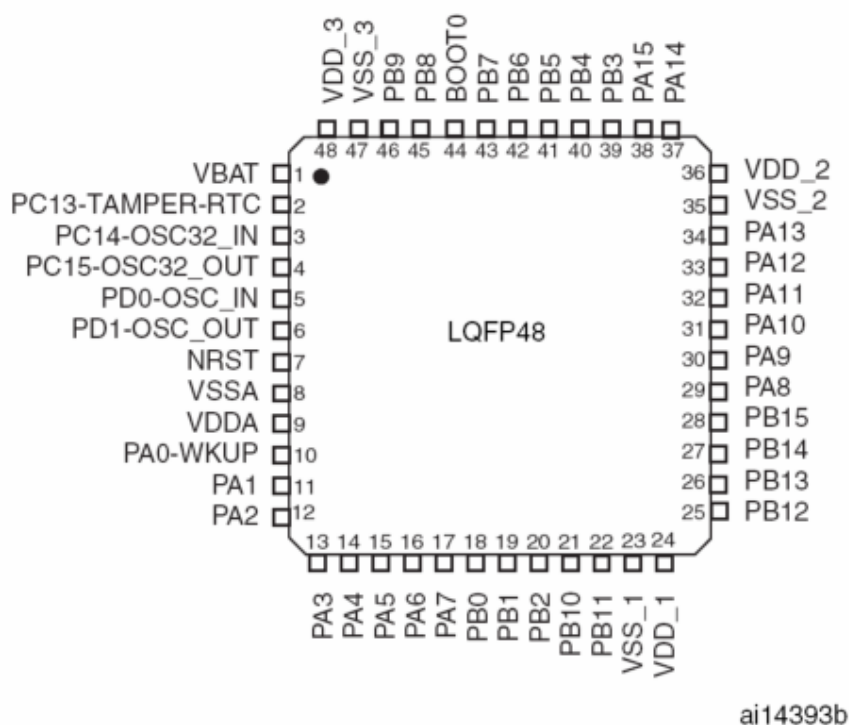 VDD_3
VSS_3
PB9
PB8
BOOT0
PB7
PB6
PB5
PB4
PB3
PA15
PA14
48 47 46 45 44 43 42 41 40 39 38 37
VBAT 1
PC13-TAMPER-RTC 2
PC14-OSC32_IN 3
PC15-OSC32_OUT 4
PD0-OSC_IN 5
PD1-OSC_OUT 6
NRST 7
VSSA 8
VDDA 9
PA0-WKUP 10
PA1 11
PA2 12
LQFP48
36 VDD_2
35 VSS_2
34 PA13
33 PA12
32 PA11
31 PA10
30 PA9
29 PA8
28 PB15
27 PB14
26 PB13
25 PB12
13 14 15 16 17 18 19 20 21 22 23 24
PA3
PA4
PA5
PA6
PA7
PB0
PB1
PB2
PB10
PB11
VSS_1
VDD_1
ai14393b